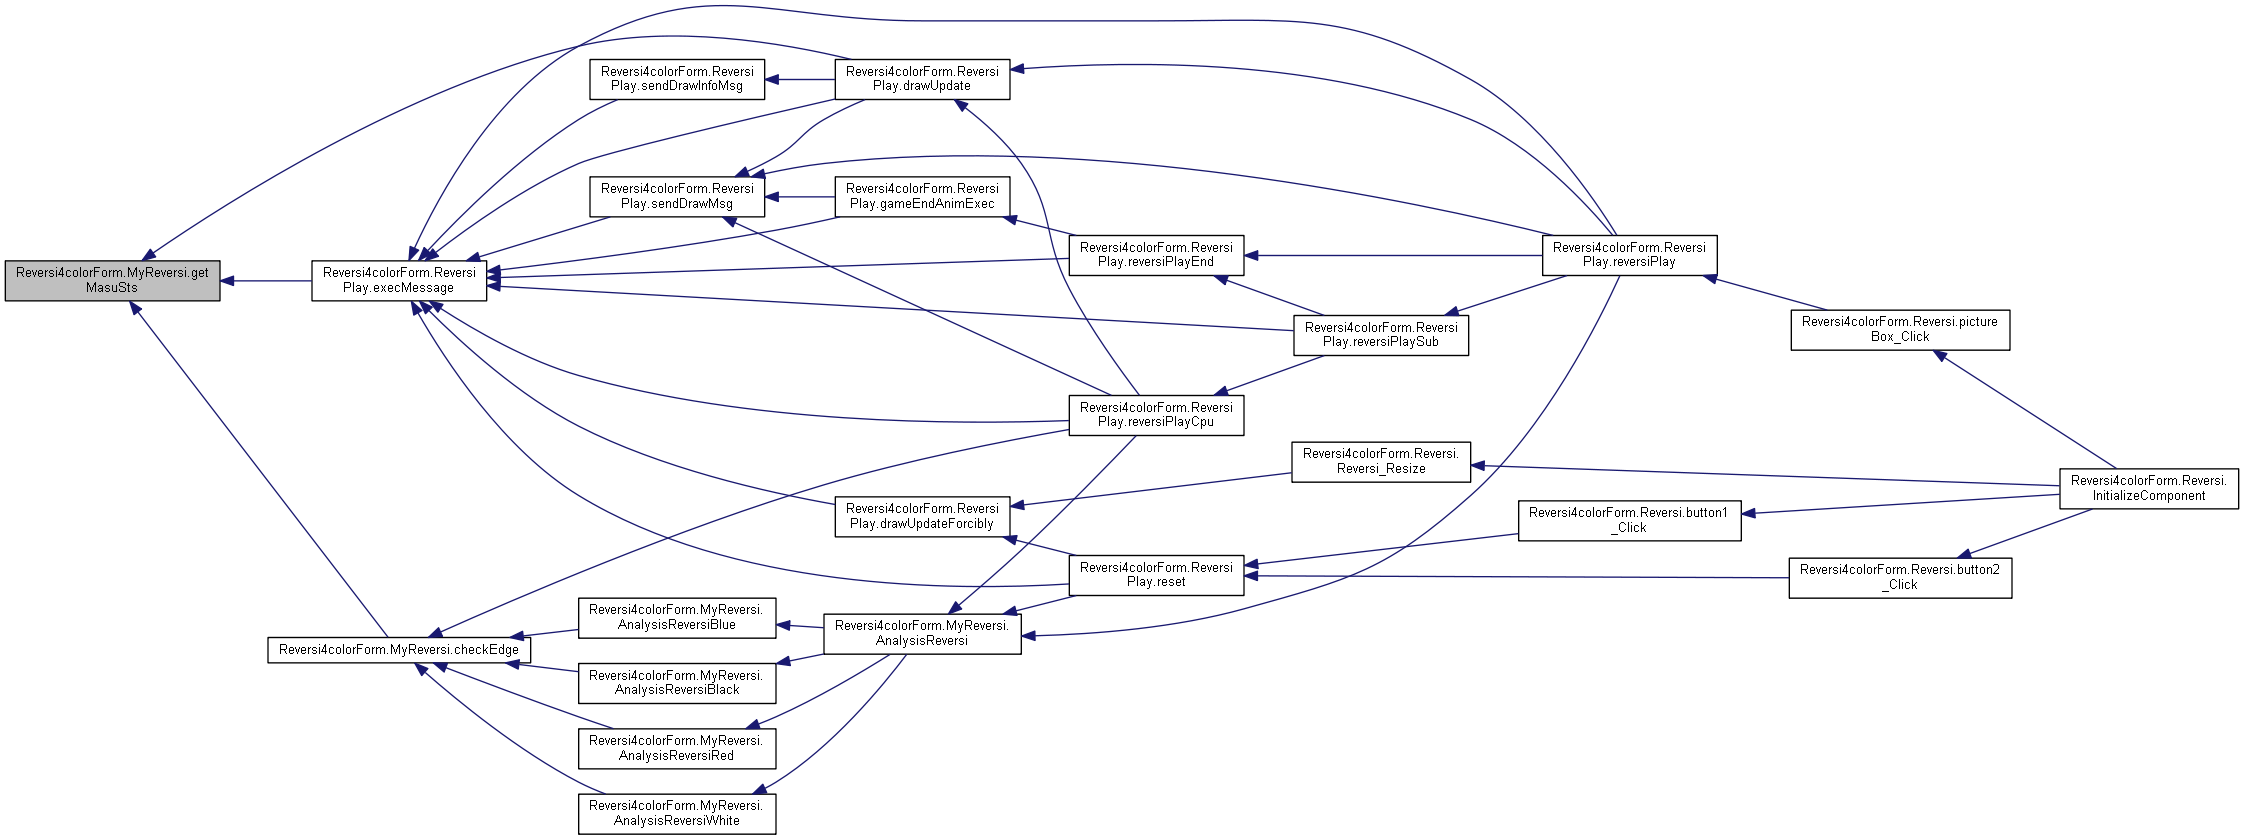 Reversi4colorForm.MyReversi.get
MasuSts
Reversi4colorForm.Reversi
Play.execMessage
Reversi4colorForm.MyReversi.checkEdge
Reversi4colorForm.Reversi
Play.sendDrawInfoMsg
Reversi4colorForm.Reversi
Play.sendDrawMsg
Reversi4colorForm.MyReversi.
AnalysisReversiBlue
Reversi4colorForm.MyReversi.
AnalysisReversiBlack
Reversi4colorForm.MyReversi.
AnalysisReversiRed
Reversi4colorForm.MyReversi.
AnalysisReversiWhite
Reversi4colorForm.Reversi
Play.drawUpdate
Reversi4colorForm.Reversi
Play.gameEndAnimExec
Reversi4colorForm.Reversi
Play.drawUpdateForcibly
Reversi4colorForm.MyReversi.
AnalysisReversi
Reversi4colorForm.Reversi
Play.reversiPlayEnd
Reversi4colorForm.Reversi
Play.reversiPlayCpu
Reversi4colorForm.Reversi
Play.reset
Reversi4colorForm.Reversi
Play.reversiPlaySub
Reversi4colorForm.Reversi.
Reversi_Resize
Reversi4colorForm.Reversi
Play.reversiPlay
Reversi4colorForm.Reversi.button1
_Click
Reversi4colorForm.Reversi.picture
Box_Click
Reversi4colorForm.Reversi.button2
_Click
Reversi4colorForm.Reversi.
InitializeComponent